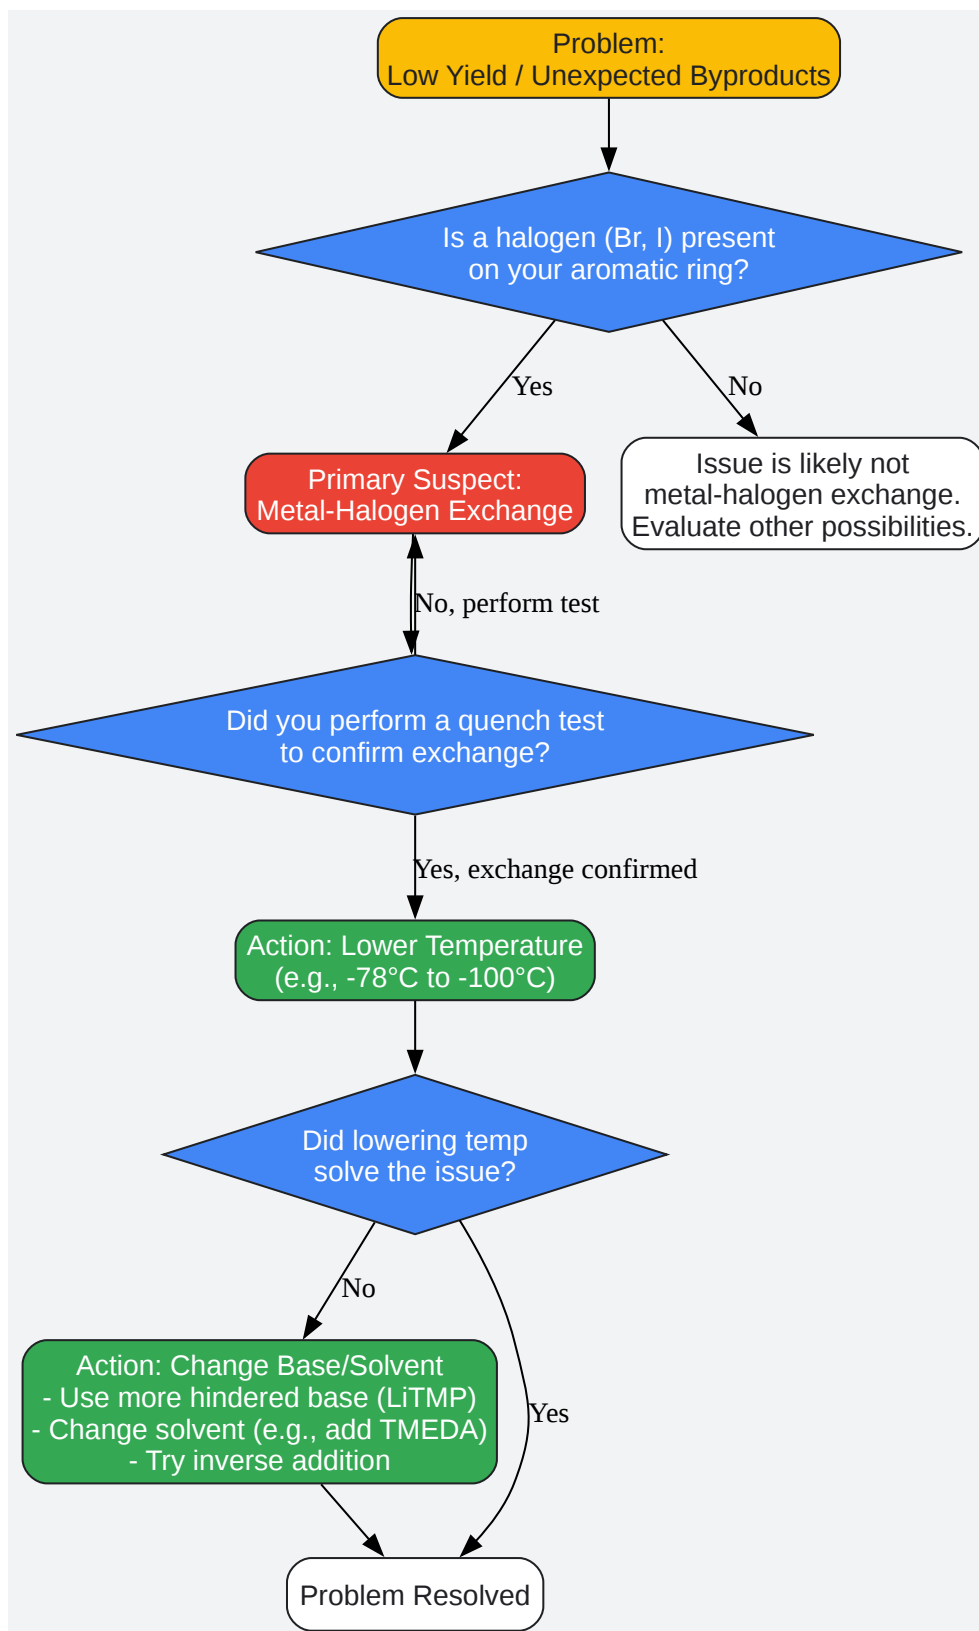 Problem:
Low Yield / Unexpected Byproducts
Is a halogen (Br, I) present
on your aromatic ring?
Yes
No
Primary Suspect:
Metal-Halogen Exchange
Issue is likely not
metal-halogen exchange.
Evaluate other possibilities.
No, perform test
Did you perform a quench test
to confirm exchange?
Yes, exchange confirmed
Action: Lower Temperature
(e.g., -78°C to -100°C)
Did lowering temp
solve the issue?
No
Action: Change Base/Solvent
- Use more hindered base (LiTMP)
- Change solvent (e.g., add TMEDA)
- Try inverse addition
Yes
Problem Resolved